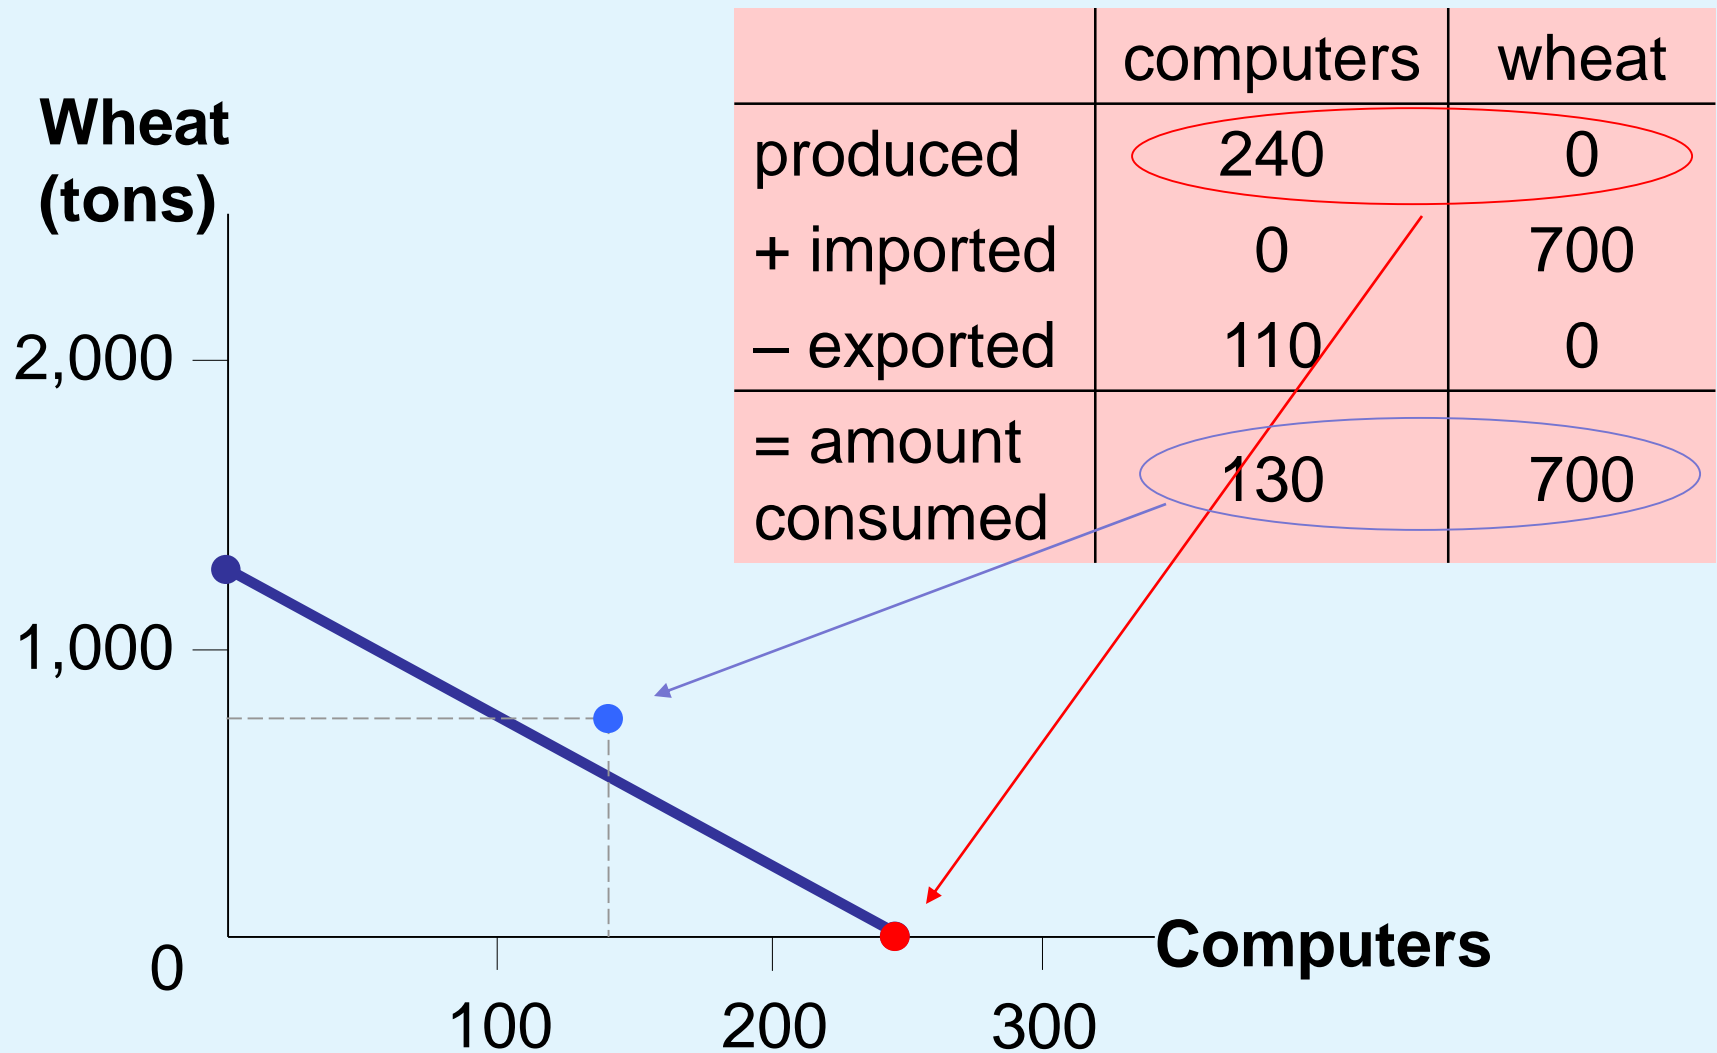 computers wheat
Wheat
(tons)
produced 240 0
+ imported 0 700
– exported 110 0
2,000
= amount
consumed 130 700
1,000
Computers
0
100 200 300